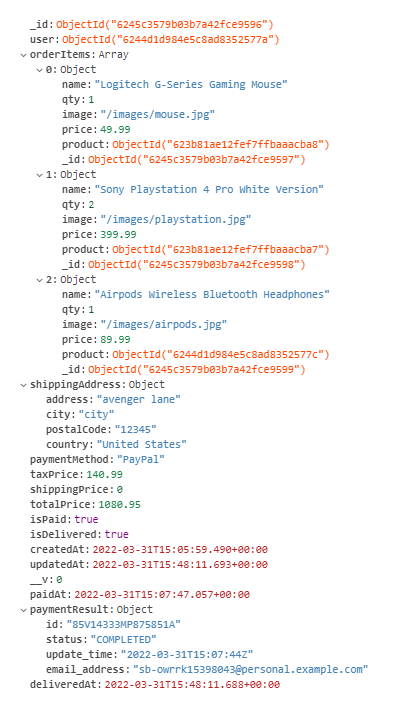 _id: ObjectId("6245c3579b03b7a42fce9596")
user: ObjectId("6244d1d984e5c8ad8352577a")
orderItems: Array
0: Object
name: "Logitech G-Series Gaming Mouse"
qty: 1
image: "/images/mouse.jpg"
price: 49.99
product: ObjectId("623b81ae12fef7ffbaaacba8")
_id: ObjectId("6245c3579b03b7a42fce9597")
1: Object
name: "Sony Playstation 4 Pro White Version"
qty: 2
image: "/images/playstation.jpg"
price: 399.99
product: ObjectId("623b81ae12fef7ffbaaacba7")
_id: ObjectId("6245c3579b03b7a42fce9598")
2: Object
name: "Airpods Wireless Bluetooth Headphones"
qty: 1
image: "/images/airpods.jpg"
price: 89.99
product: ObjectId("6244d1d984e5c8ad8352577c")
_id: ObjectId("6245c3579b03b7a42fce9599")
shippingAddress: Object
address: "avenger lane"
city: "city"
postalCode: "12345"
country: "United States"
paymentMethod: "PayPal"
taxPrice: 140.99
shippingPrice: 0
totalPrice: 1080.95
isPaid: true
isDelivered: true
createdAt: 2022-03-31T15:05:59.490+00:00
updatedAt: 2022-03-31T15:48:11.693+00:00
__v: 0
paidAt: 2022-03-31T15:07:47.057+00:00
paymentResult: Object
id: "85V14333MP875851A"
status: "COMPLETED"
update_time: "2022-03-31T15:07:44Z"
email_address: "sb-owrrk15398043@personal.example.com"
deliveredAt: 2022-03-31T15:48:11.688+00:00